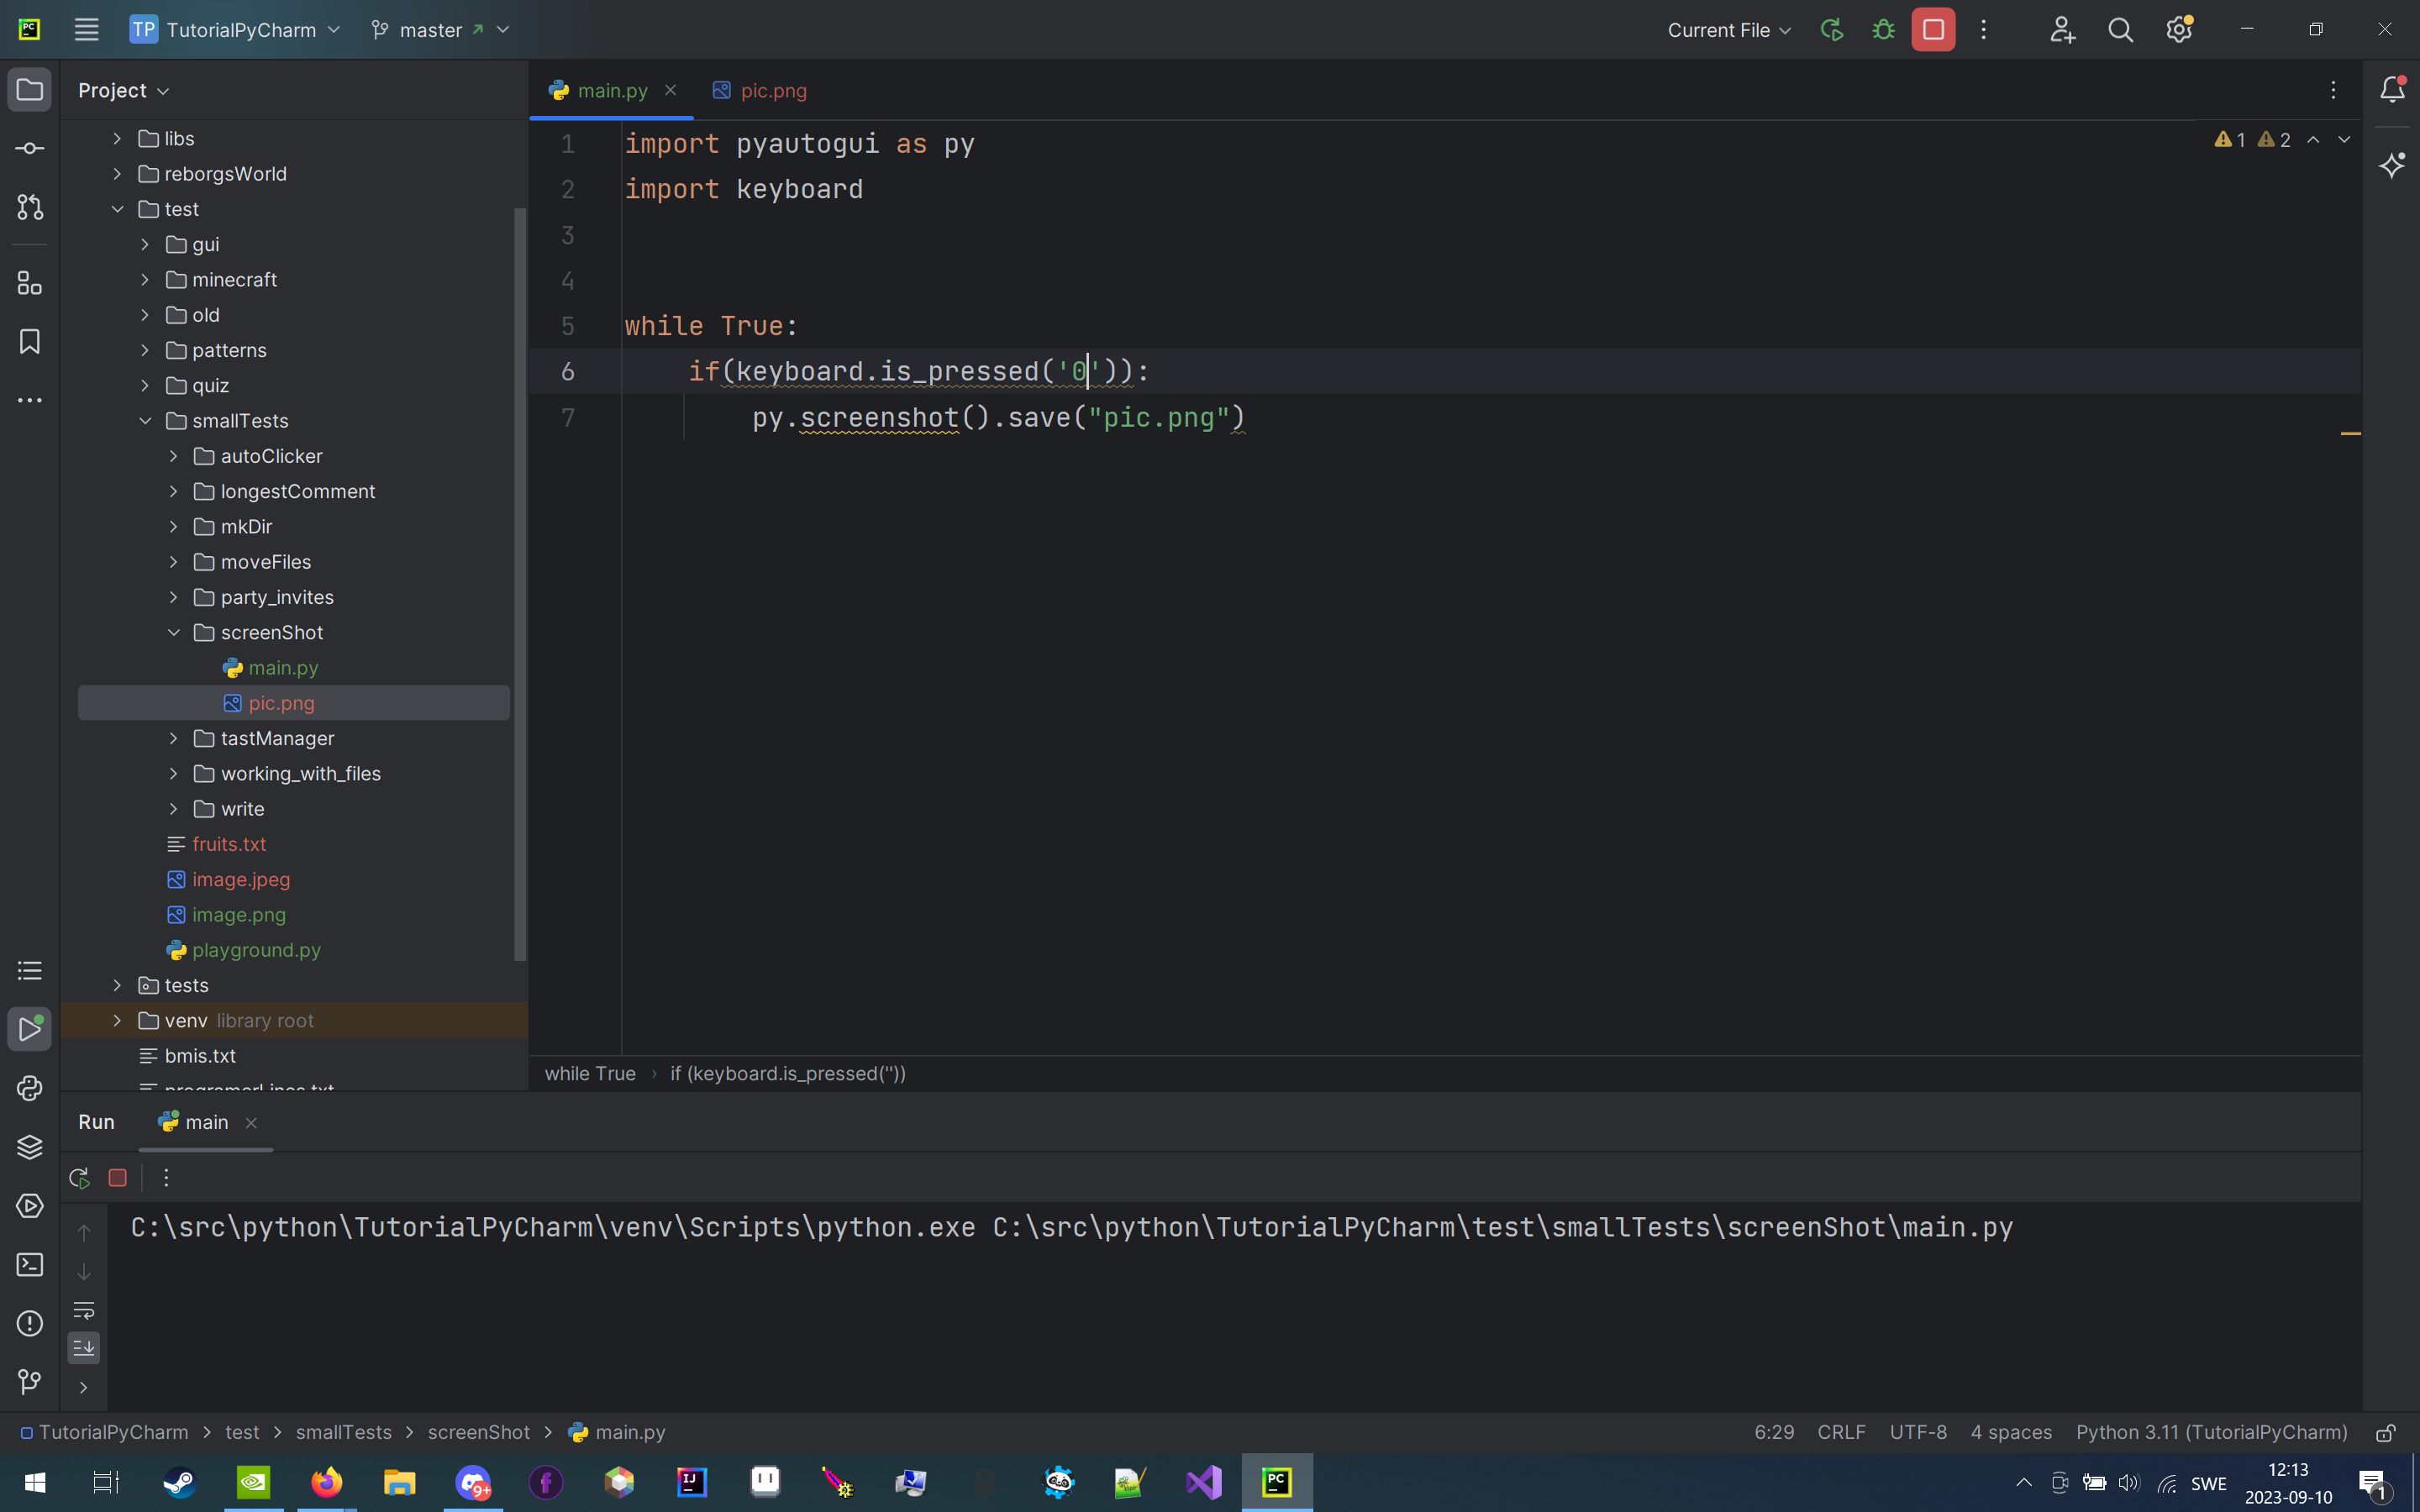 PC TP TutorialPyCharm master Current File
Project
main.py pic.png
libs
reborgsWorld
test
gui
minecraft
old
patterns
quiz
smallTests
autoClicker
longestComment
mkDir
moveFiles
party_invites
screenShot
main.py
pic.png
tastManager
working_with_files
write
fruits.txt
image.jpeg
image.png
playground.py
tests
venv library root
bmis.txt
1 import pyautogui as py
1 2
2 import keyboard
3
4
5 while True:
6 if(keyboard.is_pressed('0')):
7 py.screenshot().save("pic.png")
while True › if (keyboard.is_pressed(''))
Run main
C:\src\python\TutorialPyCharm\venv\Scripts\python.exe C:\src\python\TutorialPyCharm\test\smallTests\screenShot\main.py
TutorialPyCharm > test > smallTests > screenShot > main.py
6:29 CRLF UTF-8 4 spaces Python 3.11 (TutorialPyCharm)
9+ f IJ PC SWE 12:13
2023-09-10 1